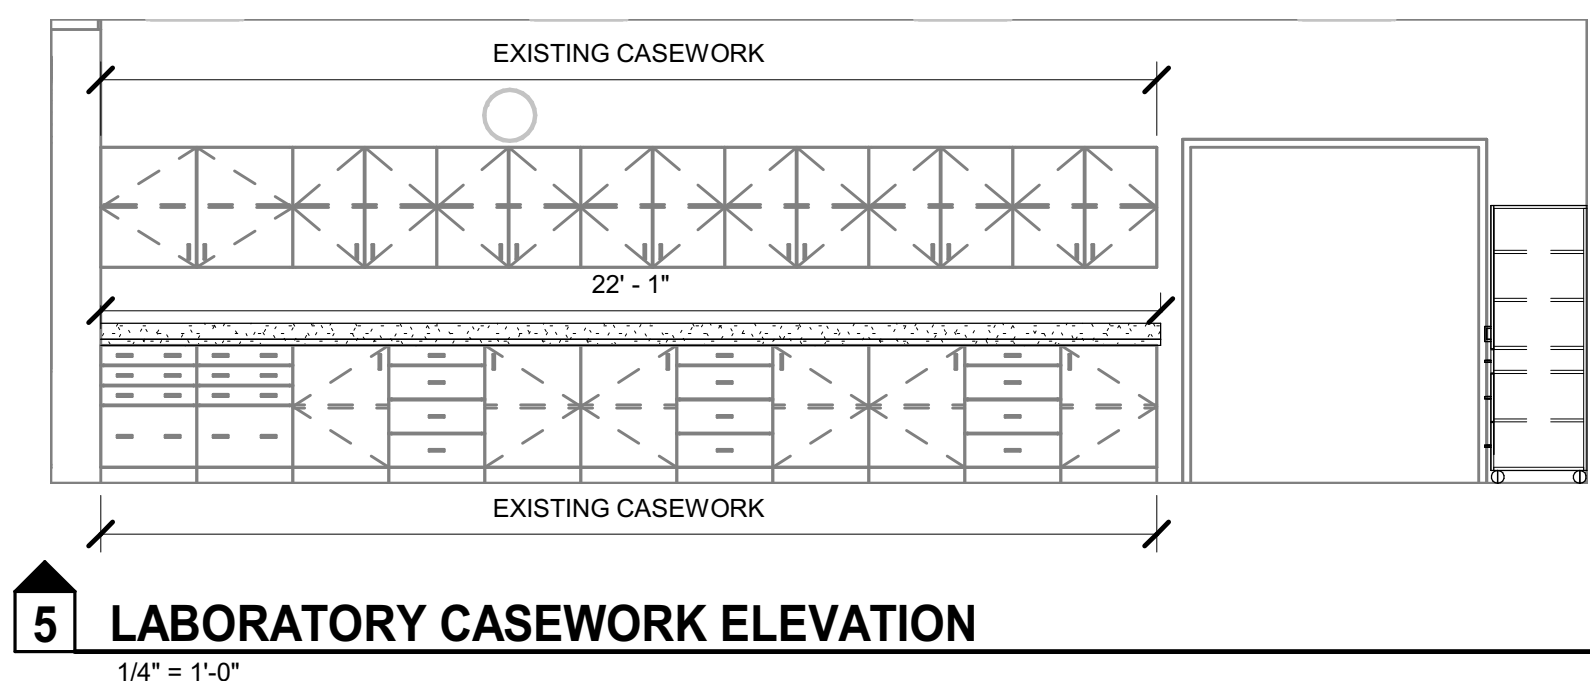 EXISTING CASEWORK
22' - 1"
EXISTING CASEWORK
5 LABORATORY CASEWORK ELEVATION
1/4" = 1'-0"